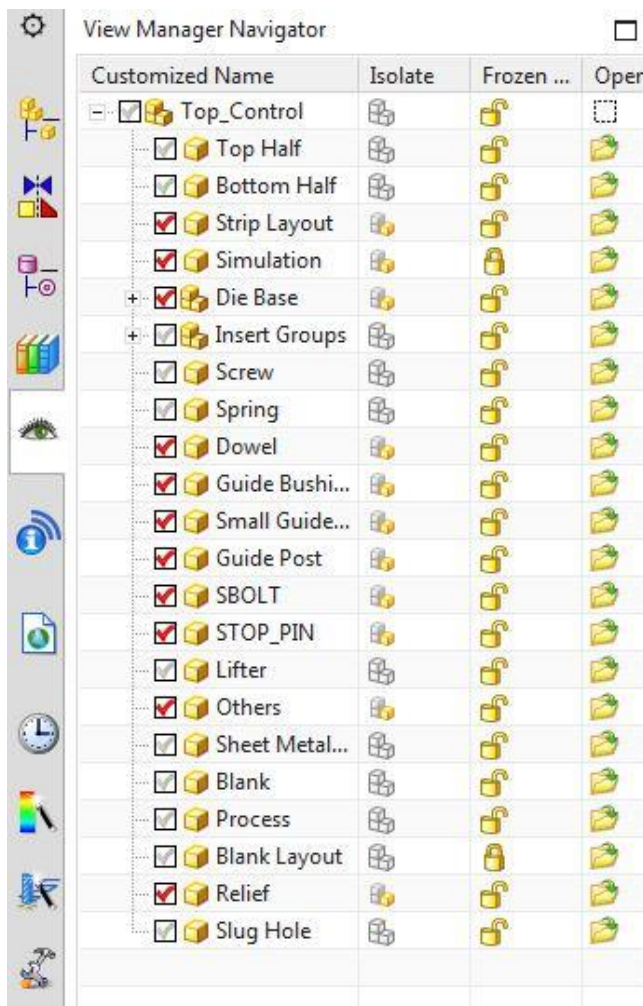 View Manager Navigator
Customized Name Isolate Frozen ... Open
Top_Control
Top Half
Bottom Half
Strip Layout
Simulation
Die Base
Insert Groups
Screw
Spring
Dowel
Guide Bushi...
Small Guide...
Guide Post
SBOLT
STOP_PIN
Lifter
Others
Sheet Metal...
Blank
Process
Blank Layout
Relief
Slug Hole